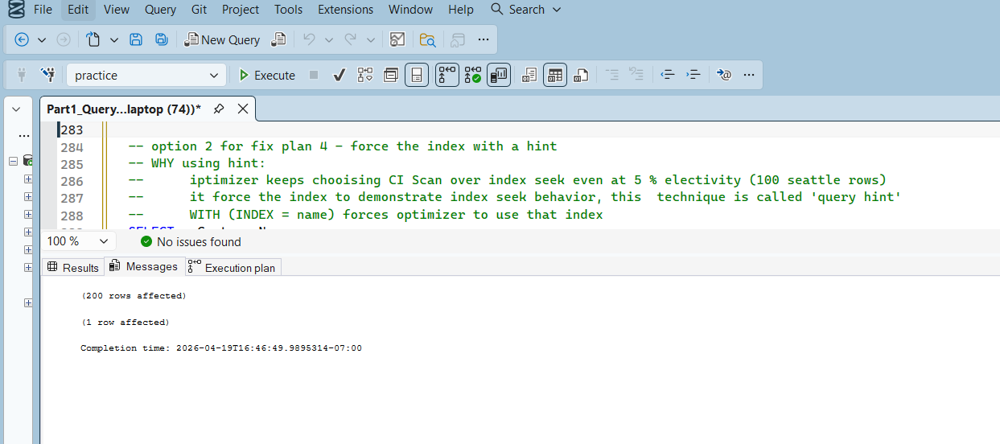 File Edit View Query Git Project Tools Extensions Window Help Search
New Query
practice Execute
Part1_Query...laptop (74))*
283
284 -- option 2 for fix plan 4 - force the index with a hint
285 -- WHY using hint:
286 -- iptimizer keeps chooising CI Scan over index seek even at 5 % electivity (100 seattle rows)
287 -- it force the index to demonstrate index seek behavior, this technique is called 'query hint'
288 -- WITH (INDEX = name) forces optimizer to use that index
100 % No issues found
Results Messages Execution plan
(200 rows affected)
(1 row affected)
Completion time: 2026-04-19T16:46:49.9895314-07:00